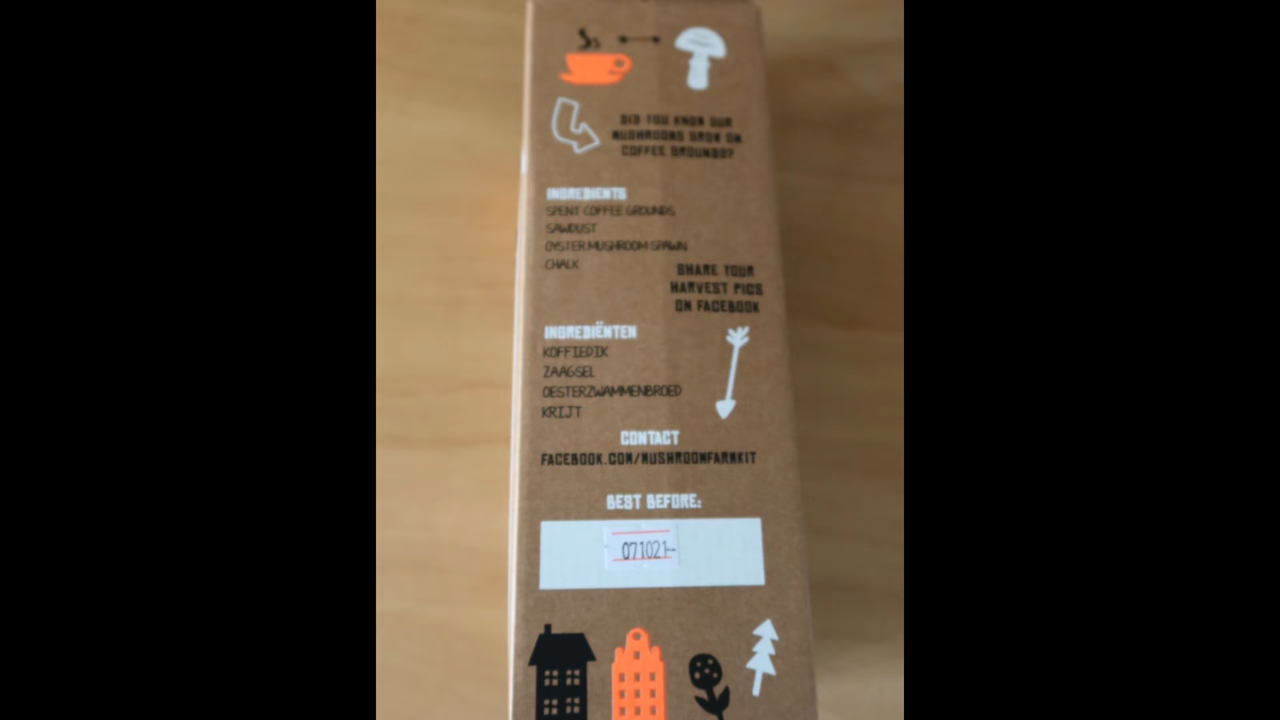 DID YOU KNOW OUR
MUSHROOMS GROW ON
COFFEE GROUNDS?
INGREDIENTS
SPENT COFFEE GROUNDS
SAWDUST
OYSTER MUSHROOM SPAWN
CHALK
SHARE YOUR
HARVEST PICS
ON FACEBOOK
INGREDIËNTEN
KOFFIEDIK
ZAAGSEL
OESTERZWAMMENBROED
KRIJT
CONTACT
FACEBOOK.COM/MUSHROOMFARMKIT
BEST BEFORE:
071021